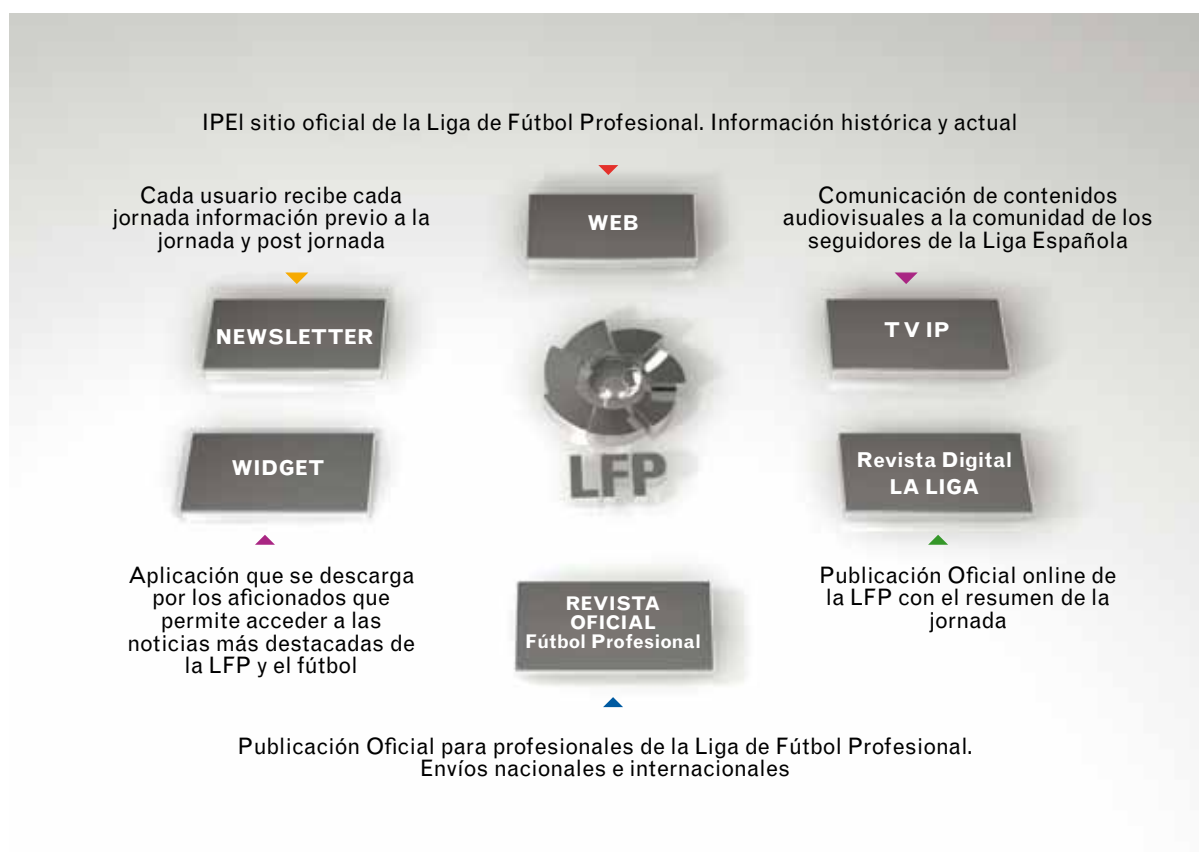 IPEl sitio oficial de la Liga de Fútbol Profesional. Información histórica y actual
WEB
Cada usuario recibe cada
jornada información previo a la
jornada y post jornada
NEWSLETTER
Comunicación de contenidos
audiovisuales a la comunidad de los
seguidores de la Liga Española
TV IP
LFP
WIDGET
Aplicación que se descarga
por los aficionados que
permite acceder a las
noticias más destacadas de
la LFP y el fútbol
Revista Digital
LA LIGA
Publicación Oficial online de
la LFP con el resumen de la
jornada
REVISTA
OFICIAL
Fútbol Profesional
Publicación Oficial para profesionales de la Liga de Fútbol Profesional.
Envíos nacionales e internacionales